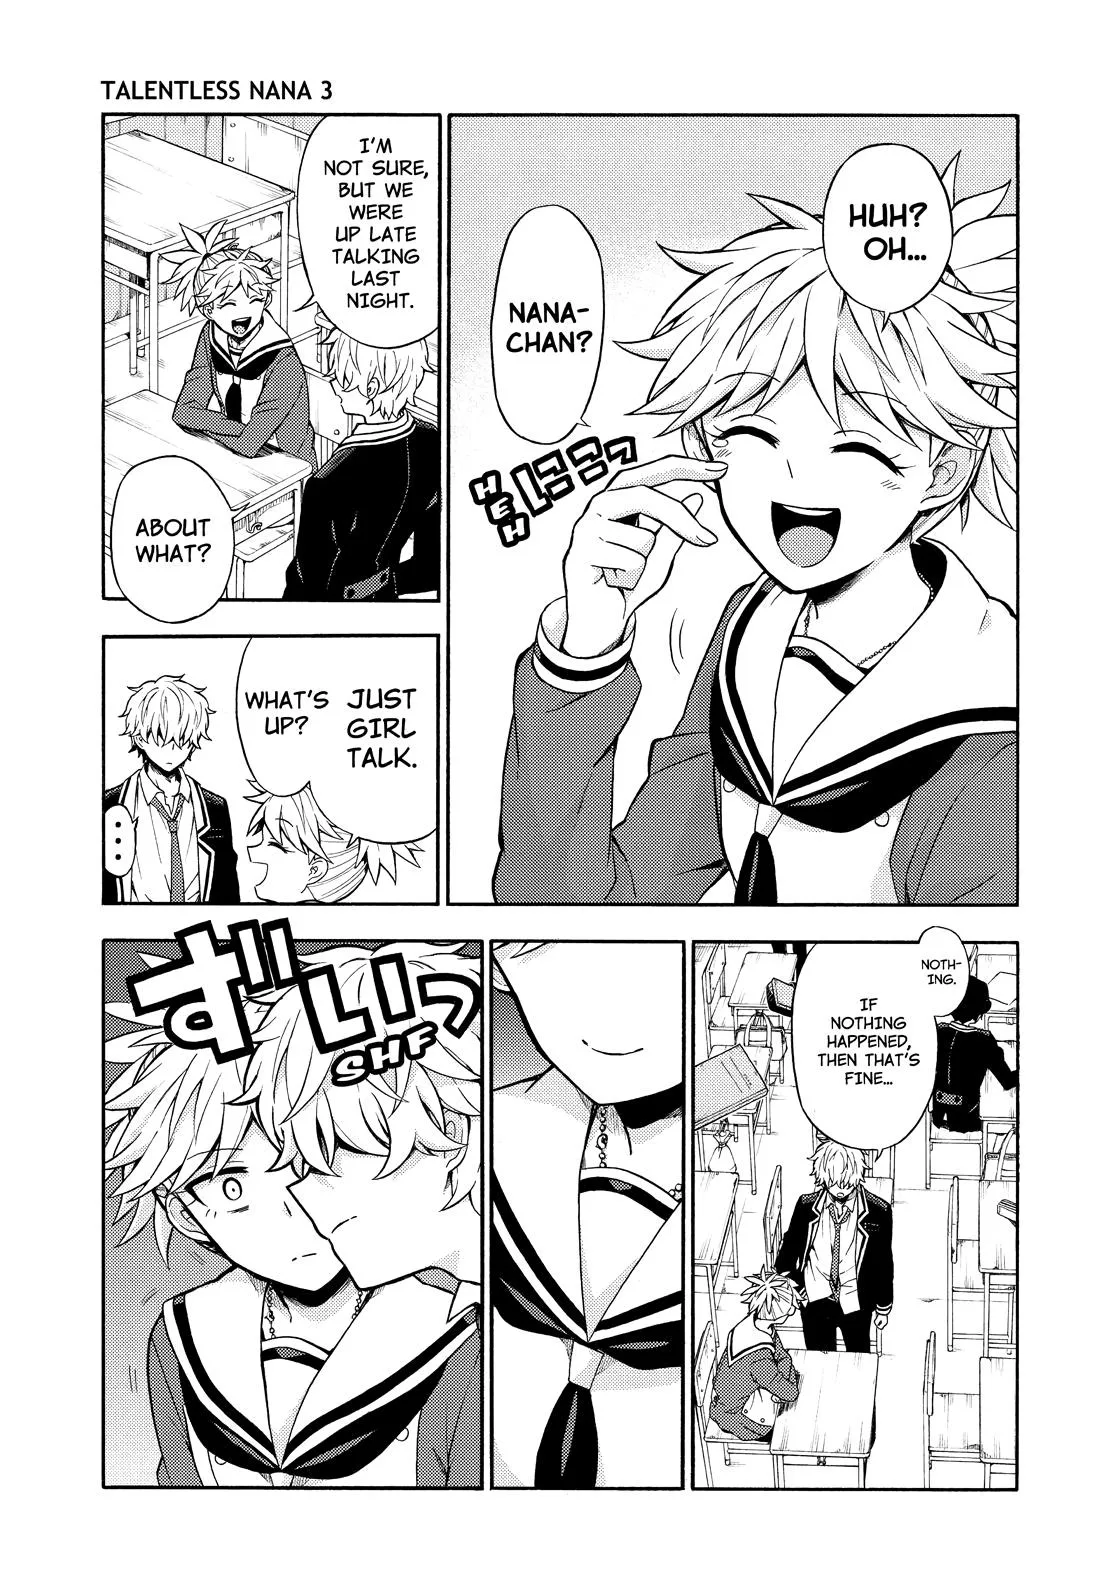 TALENTLESS NANA 3
HUH?
OH...
NANA-
CHAN?
にこにこっ
HEH
I'M
NOT SURE,
BUT WE
WERE
UP LATE
TALKING
LAST
NIGHT.
ABOUT
WHAT?
JUST
GIRL
TALK.
WHAT'S
UP?
...
NOTH-
ING.
IF
NOTHING
HAPPENED,
THEN THAT'S
FINE...
ずいっ
SHF